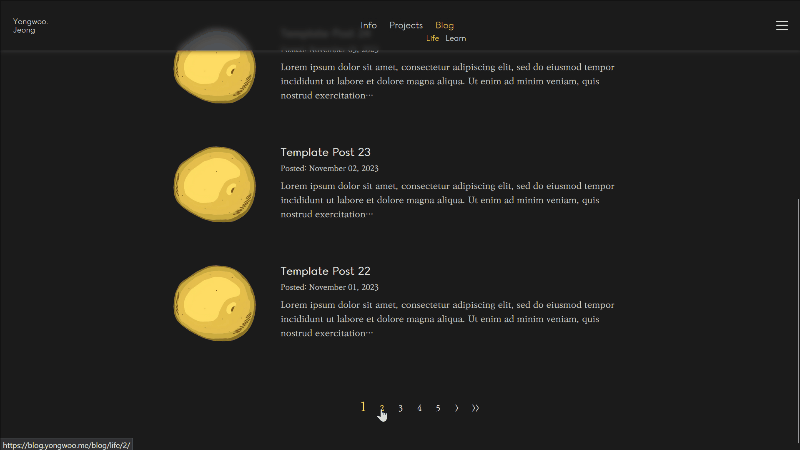 Yongwoo.
Jeong
Info Projects Blog
Life Learn
Lorem ipsum dolor sit amet, consectetur adipiscing elit, sed do eiusmod tempor
incididunt ut labore et dolore magna aliqua. Ut enim ad minim veniam, quis
nostrud exercitation…
Template Post 23
Posted: November 02, 2023
Lorem ipsum dolor sit amet, consectetur adipiscing elit, sed do eiusmod tempor
incididunt ut labore et dolore magna aliqua. Ut enim ad minim veniam, quis
nostrud exercitation…
Template Post 22
Posted: November 01, 2023
Lorem ipsum dolor sit amet, consectetur adipiscing elit, sed do eiusmod tempor
incididunt ut labore et dolore magna aliqua. Ut enim ad minim veniam, quis
nostrud exercitation…
1 2 3 4 5 › ››
https://blog.yongwoo.me/blog/life/2/